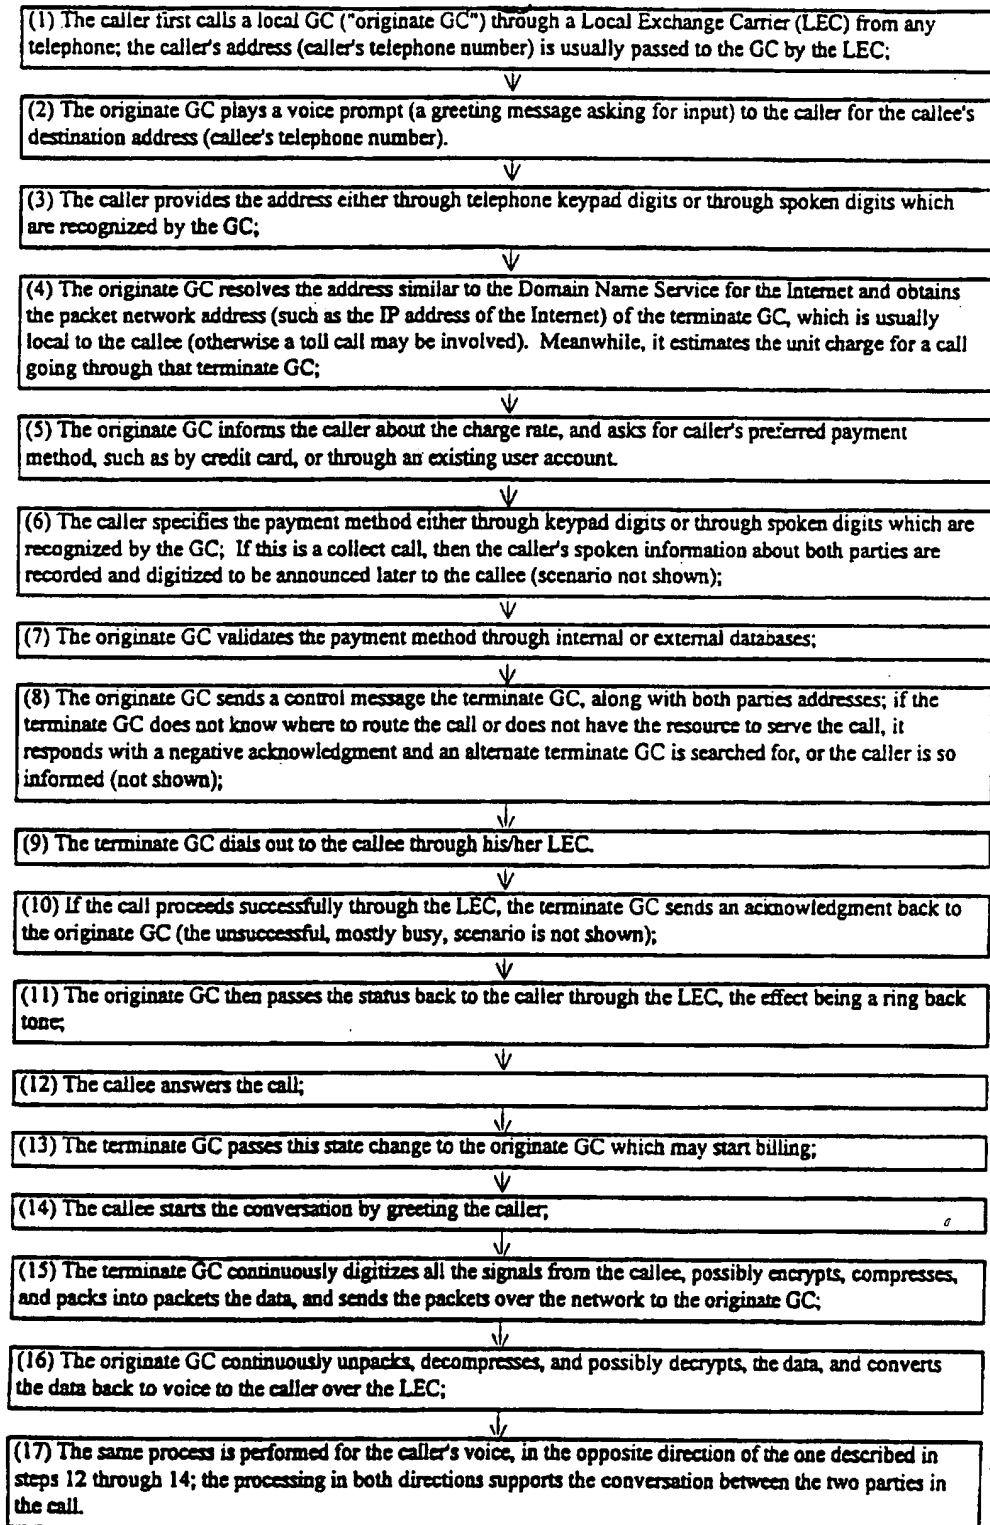 (1) The caller first calls a local GC ("originate GC") through a Local Exchange Carrier (LEC) from any
telephone; the caller's address (caller's telephone number) is usually passed to the GC by the LEC;
(2) The originate GC plays a voice prompt (a greeting message asking for input) to the caller for the callee's
destination address (callee's telephone number).
(3) The caller provides the address either through telephone keypad digits or through spoken digits which
are recognized by the GC;
(4) The originate GC resolves the address similar to the Domain Name Service for the Internet and obtains
the packet network address (such as the IP address of the Internet) of the terminate GC, which is usually
local to the callee (otherwise a toll call may be involved). Meanwhile, it estimates the unit charge for a call
going through that terminate GC;
(5) The originate GC informs the caller about the charge rate, and asks for caller's preferred payment
method, such as by credit card, or through an existing user account.
(6) The caller specifies the payment method either through keypad digits or through spoken digits which are
recognized by the GC; If this is a collect call, then the caller's spoken information about both parties are
recorded and digitized to be announced later to the callee (scenario not shown);
(7) The originate GC validates the payment method through internal or external databases;
(8) The originate GC sends a control message the terminate GC, along with both parties addresses; if the
terminate GC does not know where to route the call or does not have the resource to serve the call, it
responds with a negative acknowledgment and an alternate terminate GC is searched for, or the caller is so
informed (not shown);
(9) The terminate GC dials out to the callee through his/her LEC.
(10) If the call proceeds successfully through the LEC, the terminate GC sends an acknowledgment back to
the originate GC (the unsuccessful, mostly busy, scenario is not shown);
(11) The originate GC then passes the status back to the caller through the LEC, the effect being a ring back
tone;
(12) The callee answers the call;
(13) The terminate GC passes this state change to the originate GC which may start billing;
(14) The callee starts the conversation by greeting the caller;
(15) The terminate GC continuously digitizes all the signals from the callee, possibly encrypts, compresses,
and packs into packets the data, and sends the packets over the network to the originate GC;
(16) The originate GC continuously unpacks, decompresses, and possibly decrypts, the data, and converts
the data back to voice to the caller over the LEC;
(17) The same process is performed for the caller's voice, in the opposite direction of the one described in
steps 12 through 14; the processing in both directions supports the conversation between the two parties in
the call.